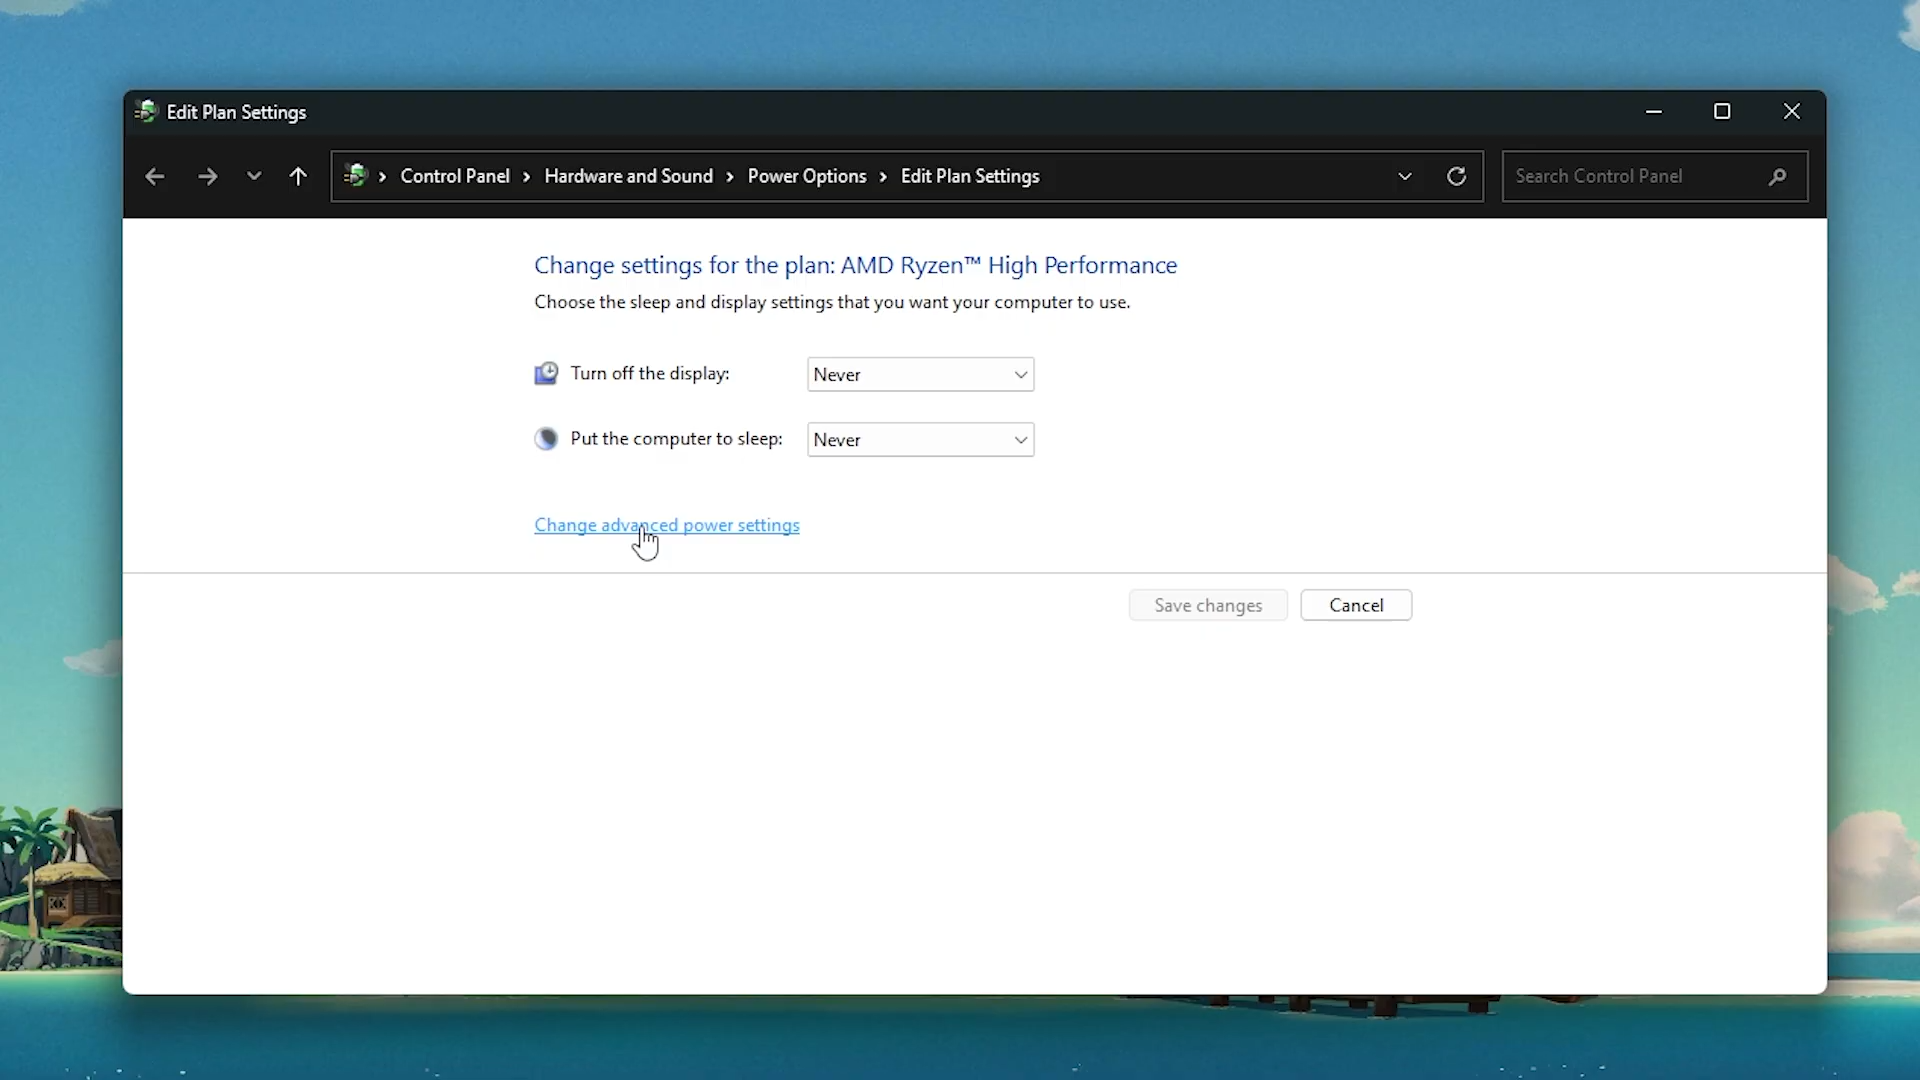 Edit Plan Settings
Control Panel > Hardware and Sound > Power Options > Edit Plan Settings
Search Control Panel
Change settings for the plan: AMD Ryzen™ High Performance
Choose the sleep and display settings that you want your computer to use.
Turn off the display: Never
Put the computer to sleep: Never
Change advanced power settings
Save changes Cancel